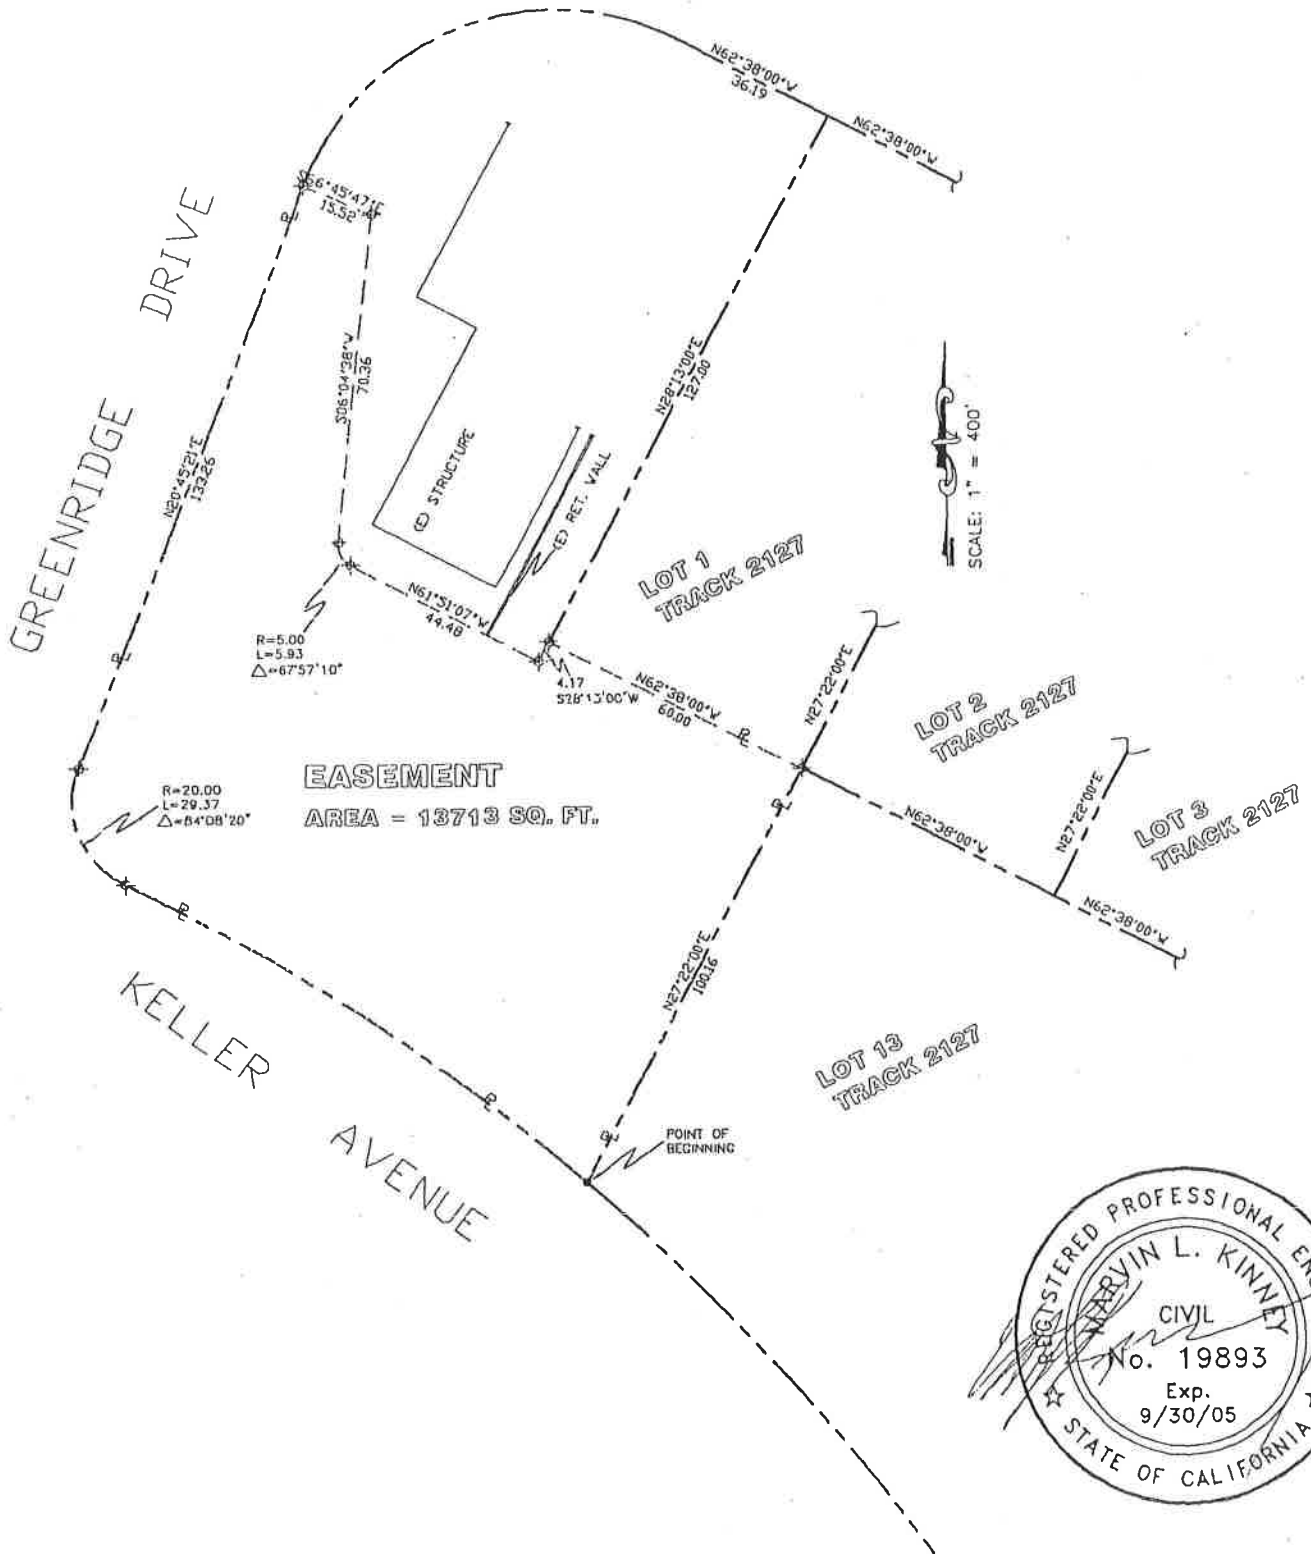 N62°38'00"W
36.19
N62°38'00"W
S66°45'47"E
15.52
DRIVE
GREENRIDGE
S06°04'38"W
70.36
N28°13'00"E
127.00
N20°45'21"E
133.26
(E) STRUCTURE
(E) RET. WALL
SCALE: 1" = 400'
LOT 1
TRACK 2127
R=5.00
L=5.93
△=67°57'10"
N61°51'07"W
44.48
4.17
S28°13'00"W
N62°38'00"W
60.00
N27°22'00"E
LOT 2
TRACK 2127
R=20.00
L=29.37
△=84°08'20"
EASEMENT
AREA = 13713 SQ. FT.
N62°38'00"W
N27°22'00"E
LOT 3
TRACK 2127
N62°38'00"W
N27°22'00"E
100.16
KELLER
AVENUE
LOT 13
TRACK 2127
POINT OF
BEGINNING
REGISTERED PROFESSIONAL
MARVIN L. KINNEY
CIVIL
No. 19893
Exp.
9/30/05
STATE OF CALIFORNIA